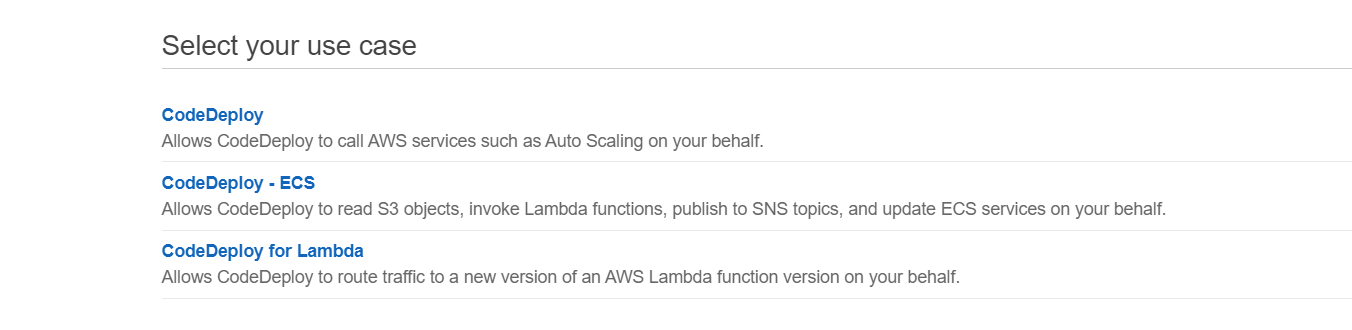 Select your use case
CodeDeploy
Allows CodeDeploy to call AWS services such as Auto Scaling on your behalf.
CodeDeploy - ECS
Allows CodeDeploy to read S3 objects, invoke Lambda functions, publish to SNS topics, and update ECS services on your behalf.
CodeDeploy for Lambda
Allows CodeDeploy to route traffic to a new version of an AWS Lambda function version on your behalf.